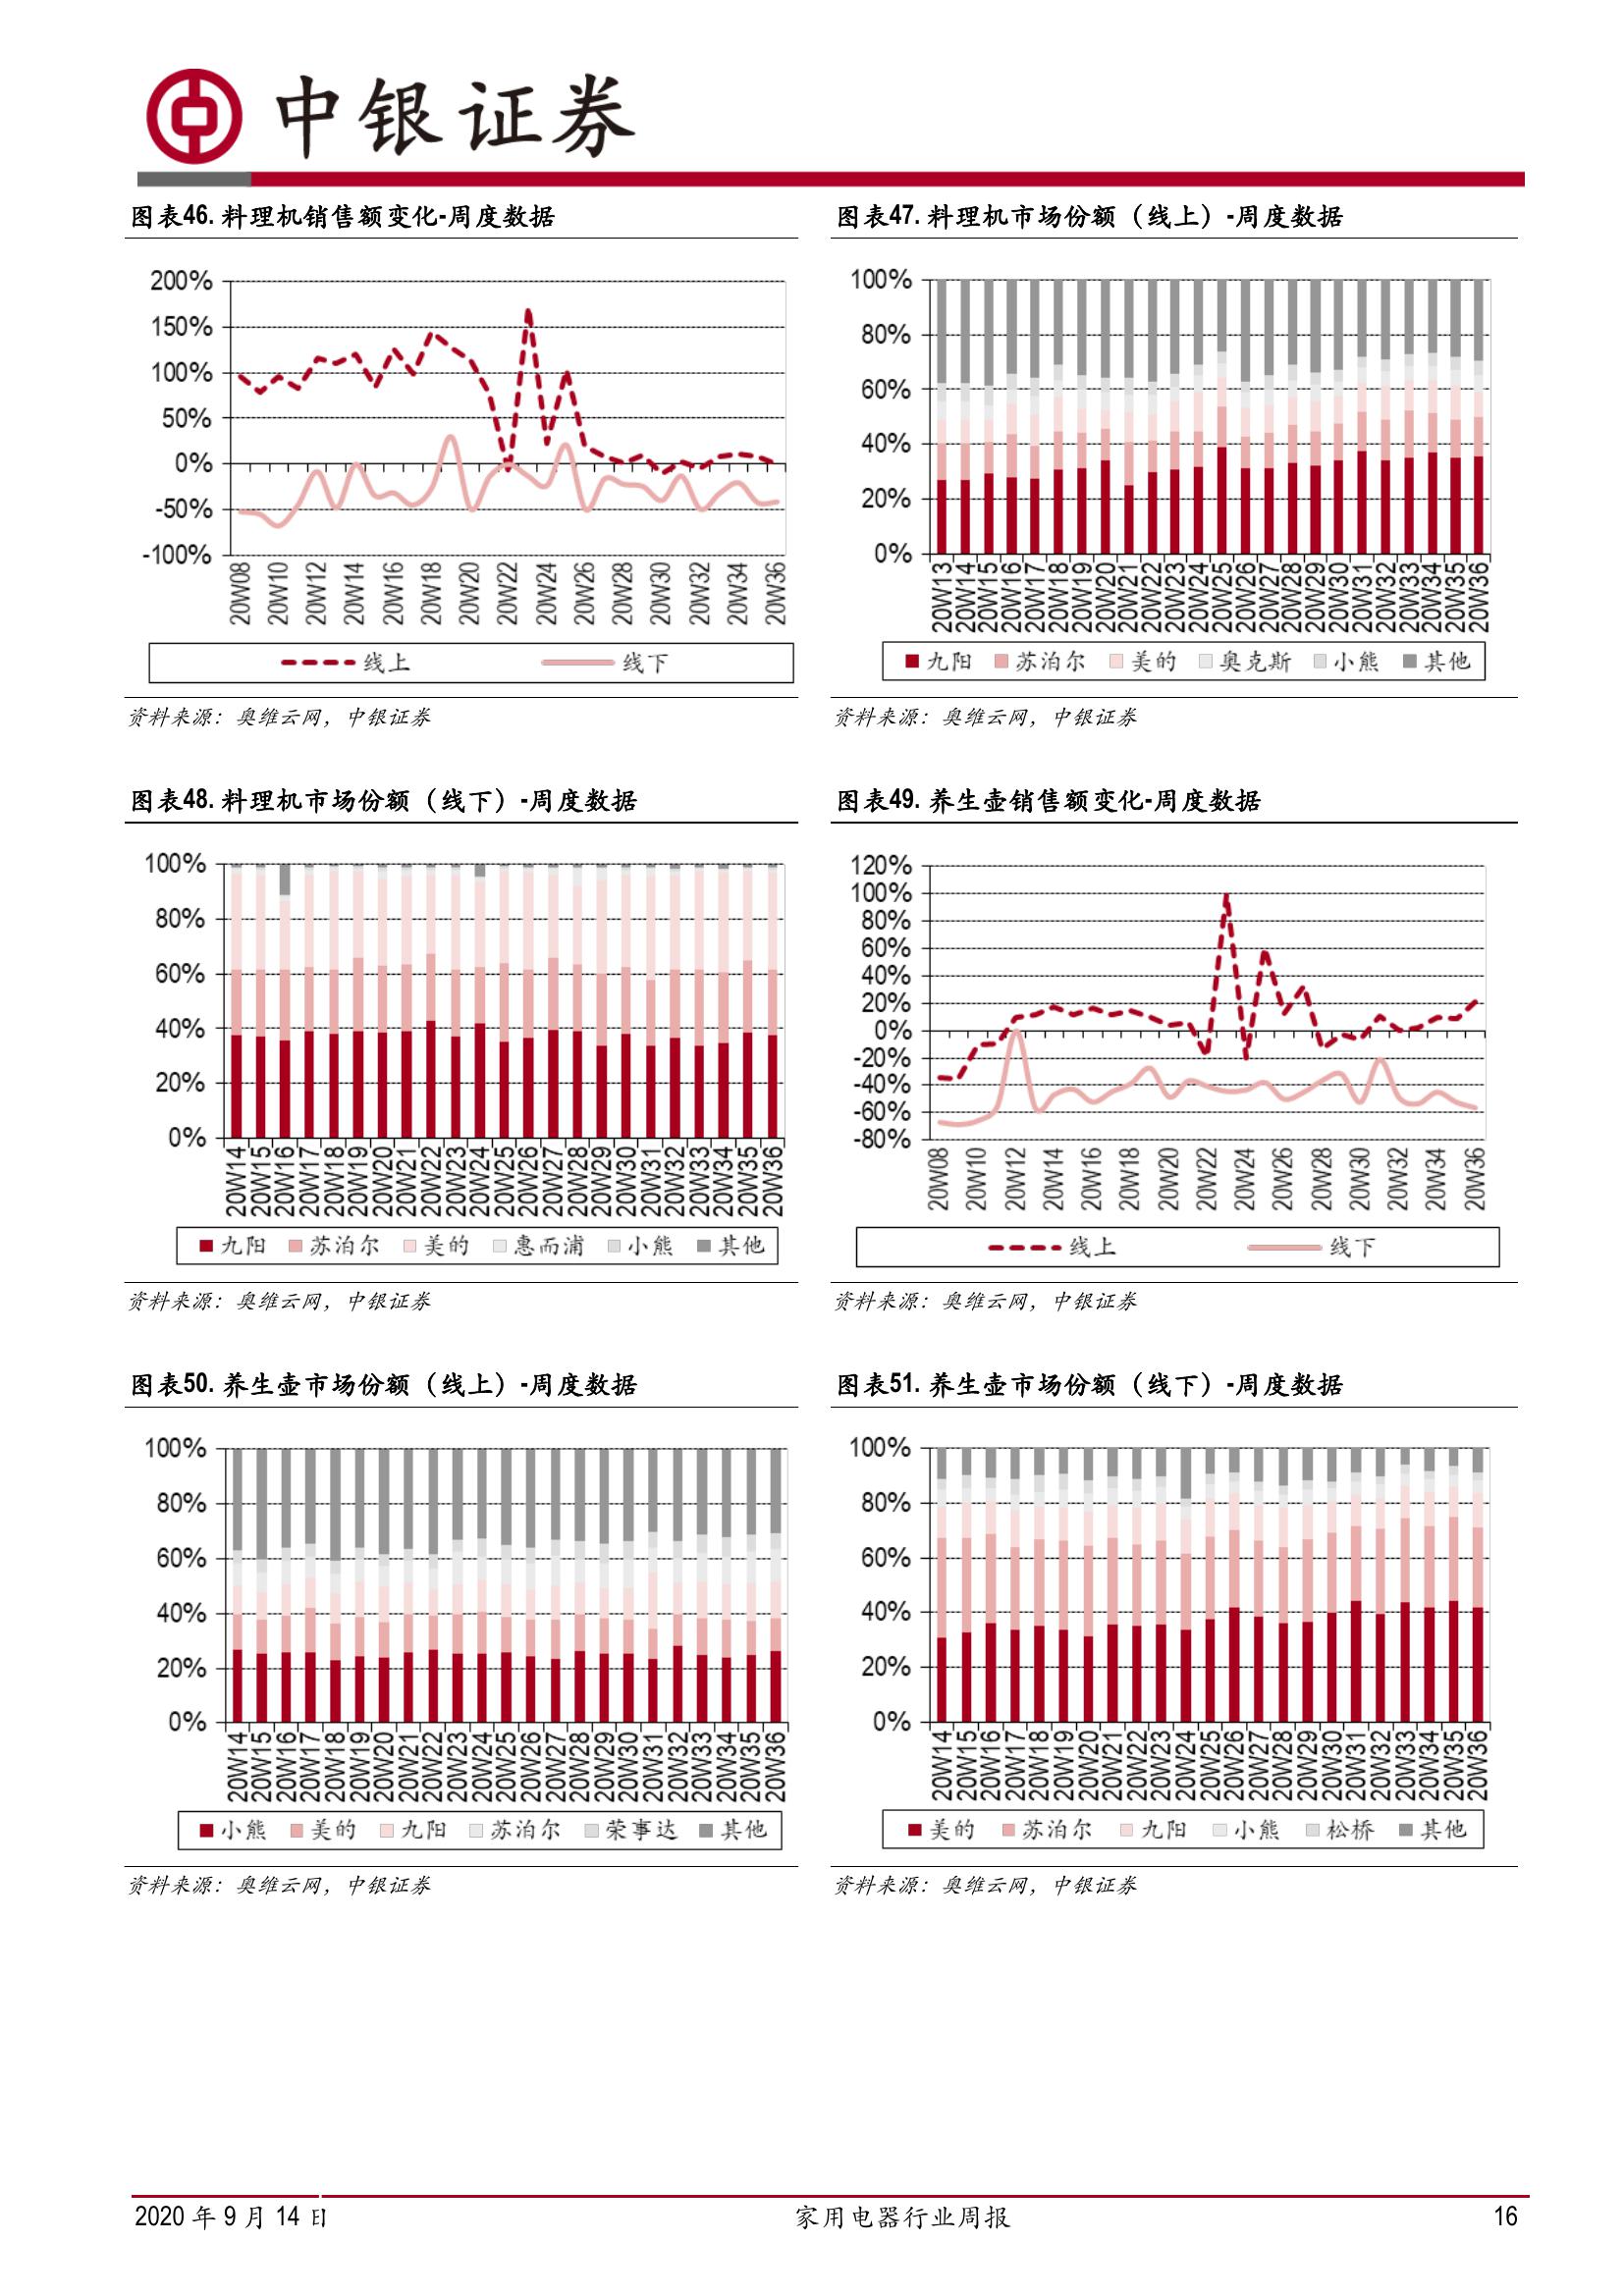 中银证券
图表46. 料理机销售额变化-周度数据
200%
150%
100%
50%
0%
-50%
-100%
20W08 20W10 20W12 20W14 20W16 20W18 20W20 20W22 20W24 20W26 20W28 20W30 20W32 20W34 20W36
线上 线下
资料来源：奥维云网，中银证券
图表47. 料理机市场份额（线上）-周度数据
100%
80%
60%
40%
20%
0%
20W13 20W14 20W15 20W16 20W17 20W18 20W19 20W20 20W21 20W22 20W23 20W24 20W25 20W26 20W27 20W28 20W29 20W30 20W31 20W32 20W33 20W34 20W35 20W36
九阳 苏泊尔 美的 奥克斯 小熊 其他
资料来源：奥维云网，中银证券
图表48. 料理机市场份额（线下）-周度数据
100%
80%
60%
40%
20%
0%
20W14 20W15 20W16 20W17 20W18 20W19 20W20 20W21 20W22 20W23 20W24 20W25 20W26 20W27 20W28 20W29 20W30 20W31 20W32 20W33 20W34 20W35 20W36
九阳 苏泊尔 美的 惠而浦 小熊 其他
资料来源：奥维云网，中银证券
图表49. 养生壶销售额变化-周度数据
120%
100%
80%
60%
40%
20%
0%
-20%
-40%
-60%
-80%
20W08 20W10 20W12 20W14 20W16 20W18 20W20 20W22 20W24 20W26 20W28 20W30 20W32 20W34 20W36
线上 线下
资料来源：奥维云网，中银证券
图表50. 养生壶市场份额（线上）-周度数据
100%
80%
60%
40%
20%
0%
20W14 20W15 20W16 20W17 20W18 20W19 20W20 20W21 20W22 20W23 20W24 20W25 20W26 20W27 20W28 20W29 20W30 20W31 20W32 20W33 20W34 20W35 20W36
小熊 美的 九阳 苏泊尔 荣事达 其他
资料来源：奥维云网，中银证券
图表51. 养生壶市场份额（线下）-周度数据
100%
80%
60%
40%
20%
0%
20W14 20W15 20W16 20W17 20W18 20W19 20W20 20W21 20W22 20W23 20W24 20W25 20W26 20W27 20W28 20W29 20W30 20W31 20W32 20W33 20W34 20W35 20W36
美的 苏泊尔 九阳 小熊 松桥 其他
资料来源：奥维云网，中银证券
2020 年 9 月 14 日 家用电器行业周报 16